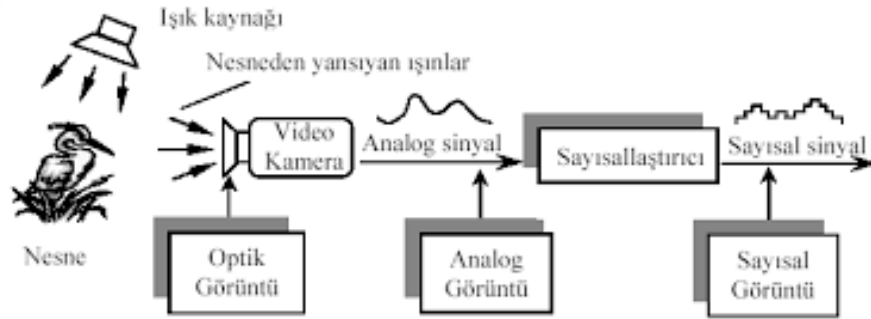 Işık kaynağı
Nesneden yansıyan ışınlar
Video
Kamera
Analog sinyal
Sayısallaştırıcı
Sayısal sinyal
Nesne
Optik
Görüntü
Analog
Görüntü
Sayısal
Görüntü